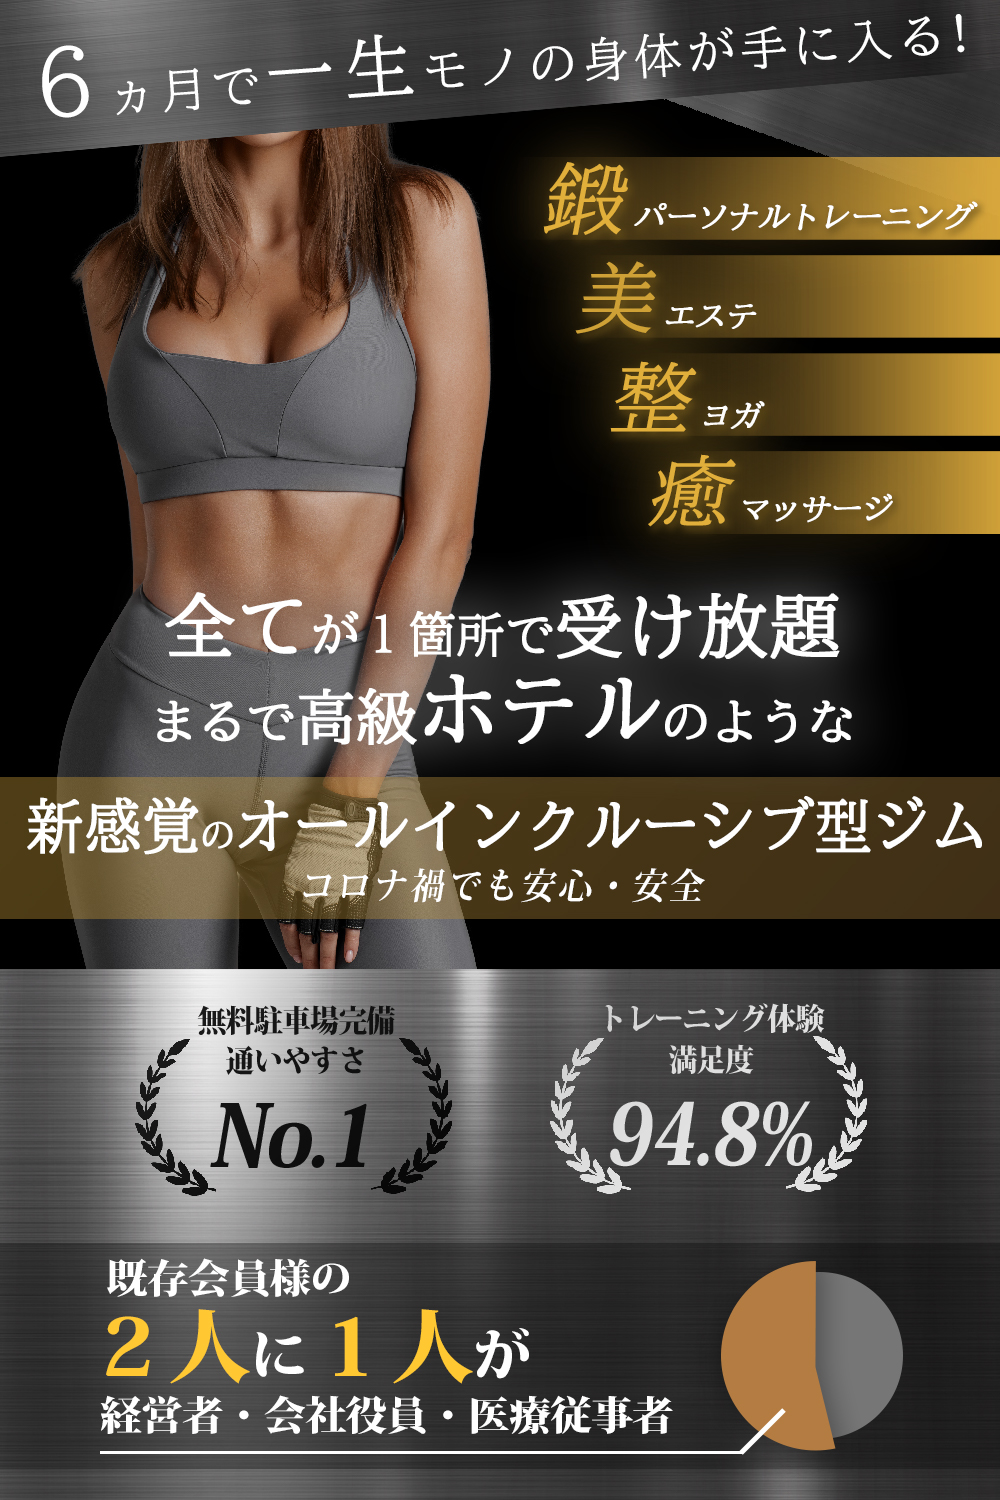 6ヵ月で一生モノの身体が手に入る!
鍛 パーソナルトレーニング
美 エステ
整 ヨガ
癒 マッサージ
全てが1箇所で受け放題
まるで高級ホテルのような
新感覚のオールインクルーシブ型ジム
コロナ禍でも安心・安全
無料駐車場完備
通いやすさ
No.1
トレーニング体験
満足度
94.8%
既存会員様の
2人に1人が
経営者・会社役員・医療従事者